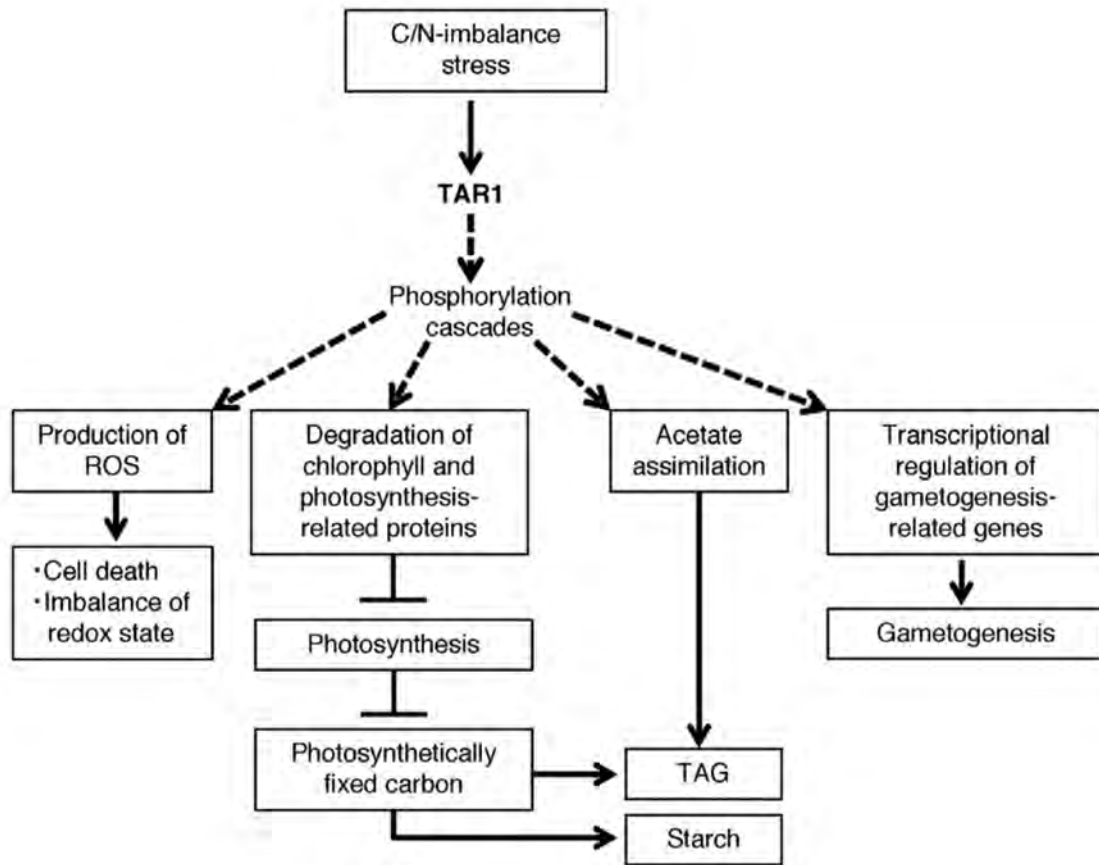 C/N-imbalance
stress
TAR1
Phosphorylation
cascades
Production of
ROS
Degradation of
chlorophyll and
photosynthesis-
related proteins
Acetate
assimilation
Transcriptional
regulation of
gametogenesis-
related genes
・Cell death
・Imbalance of
redox state
Photosynthesis
Gametogenesis
Photosynthetically
fixed carbon
TAG
Starch